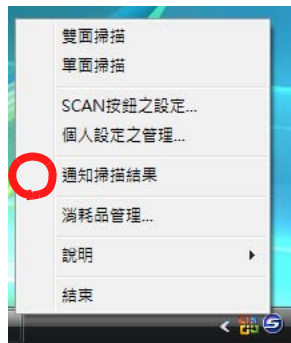 雙面掃描
單面掃描
SCAN按鈕之設定...
個人設定之管理...
通知掃描結果
消耗品管理...
說明
結束